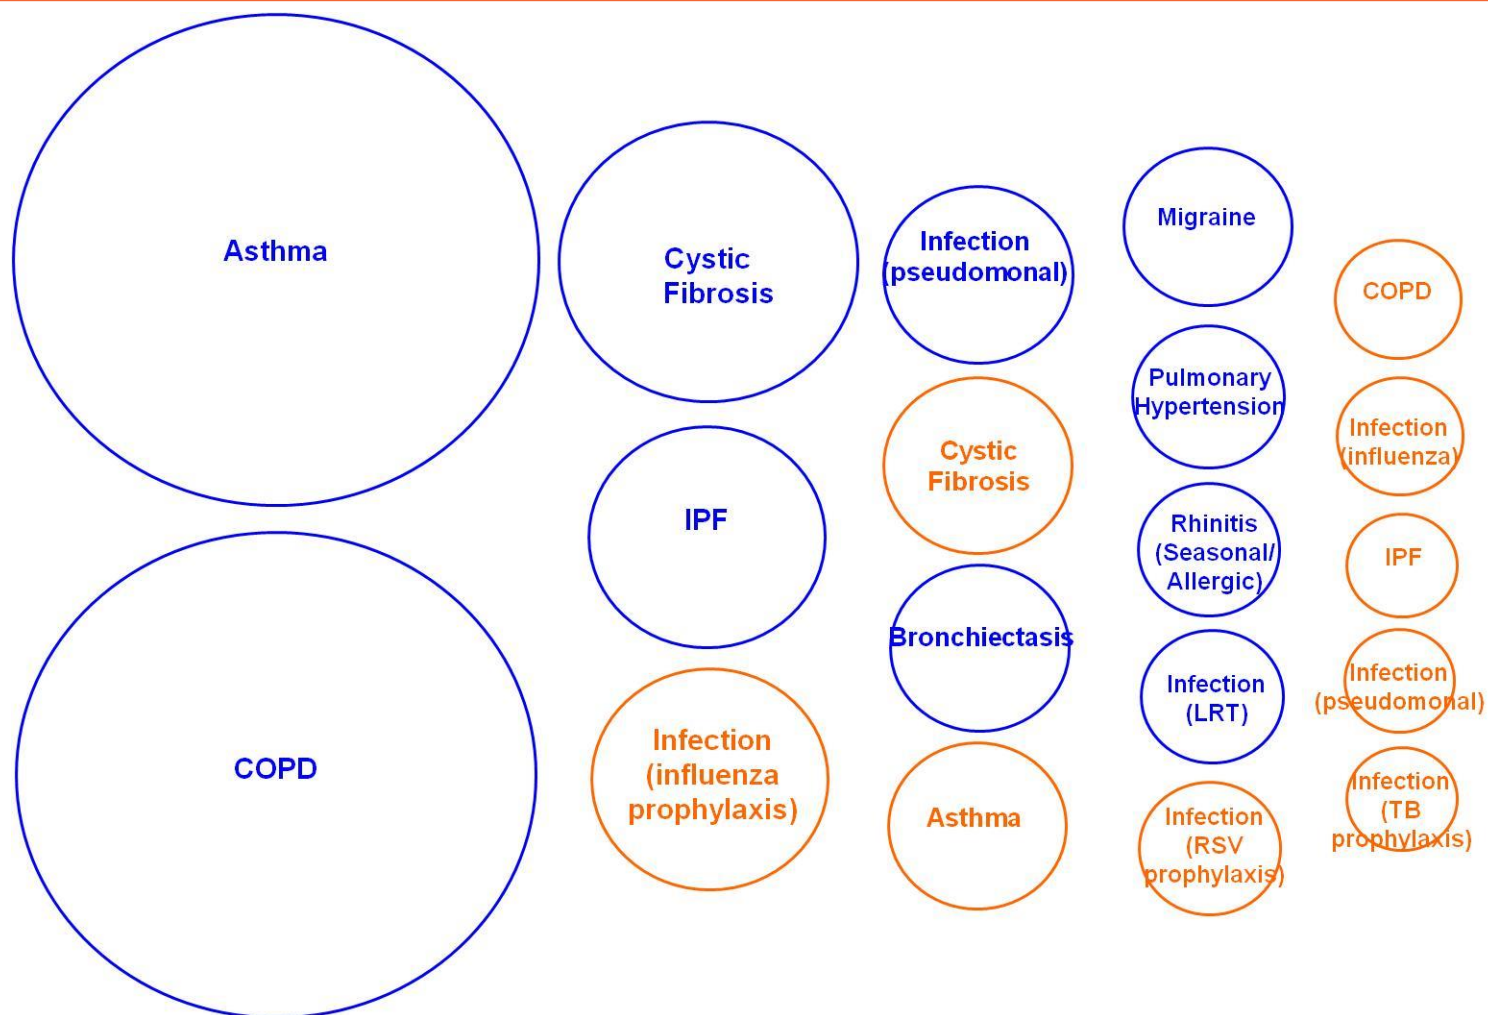 Asthma
COPD
Cystic
Fibrosis
IPF
Infection
(influenza
prophylaxis)
Infection
(pseudomonal)
Cystic
Fibrosis
Bronchiectasis
Asthma
Migraine
Pulmonary
Hypertension
Rhinitis
(Seasonal/
Allergic)
Infection
(LRT)
Infection
(RSV
prophylaxis)
COPD
Infection
(influenza)
IPF
Infection
(pseudomonal)
Infection
(TB
prophylaxis)